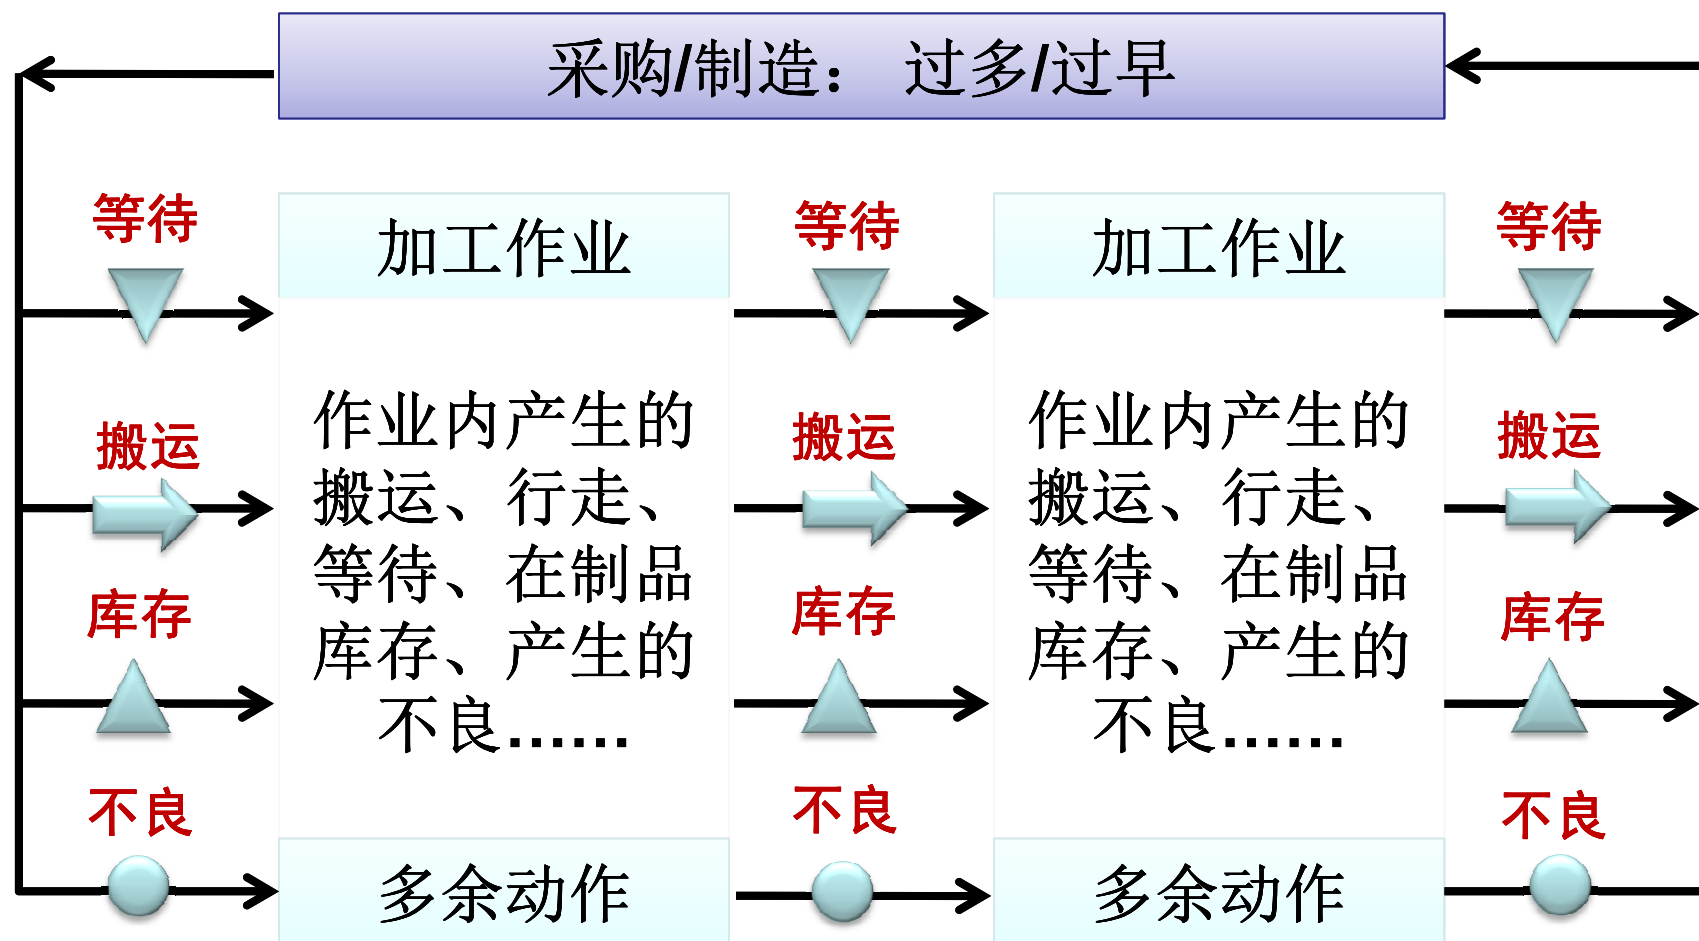 采购/制造： 过多/过早
等待
搬运
库存
不良
加工作业
作业内产生的
搬运、行走、
等待、在制品
库存、产生的
不良......
多余动作
等待
搬运
库存
不良
加工作业
作业内产生的
搬运、行走、
等待、在制品
库存、产生的
不良......
多余动作
等待
搬运
库存
不良